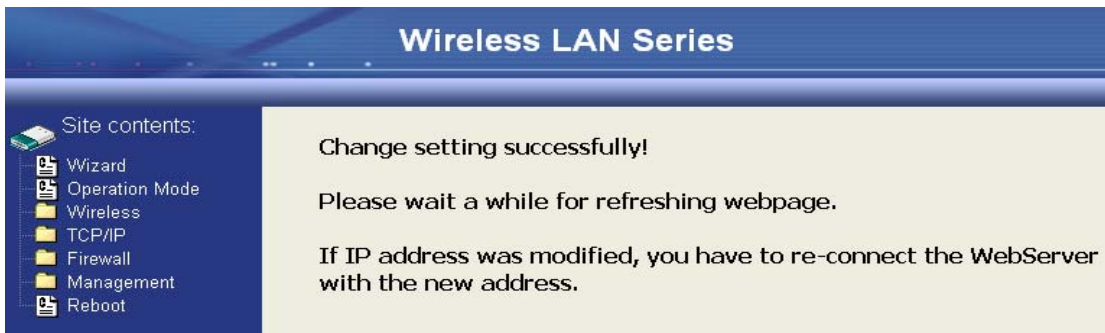 Wireless LAN Series
Site contents:
Wizard
Operation Mode
Wireless
TCP/IP
Firewall
Management
Reboot
Change setting successfully!
Please wait a while for refreshing webpage.
If IP address was modified, you have to re-connect the WebServer
with the new address.